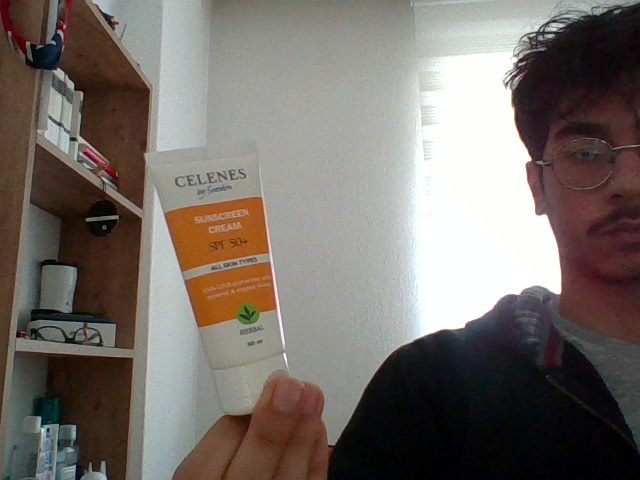 CELENES
by Sweden
SUNSCREEN
CREAM
SPF 50+
ALL SKIN TYPES
HERBAL